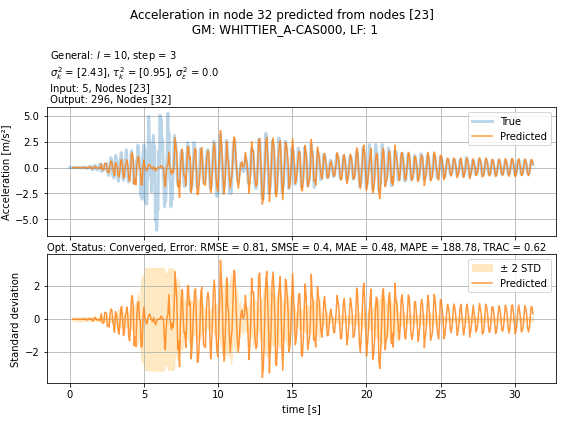 Acceleration in node 32 predicted from nodes [23]
GM: WHITTIER_A-CAS000, LF: 1
General: l = 10, step = 3
σ²ₖ = [2.43], τ²ₖ = [0.95], σ²ε = 0.0
Input: 5, Nodes [23]
Output: 296, Nodes [32]
Acceleration [m/s²]
5.0
2.5
0.0
−2.5
−5.0
True
Predicted
Opt. Status: Converged, Error: RMSE = 0.81, SMSE = 0.4, MAE = 0.48, MAPE = 188.78, TRAC = 0.62
Standard deviation
2
0
−2
± 2 STD
Predicted
0 5 10 15 20 25 30
time [s]